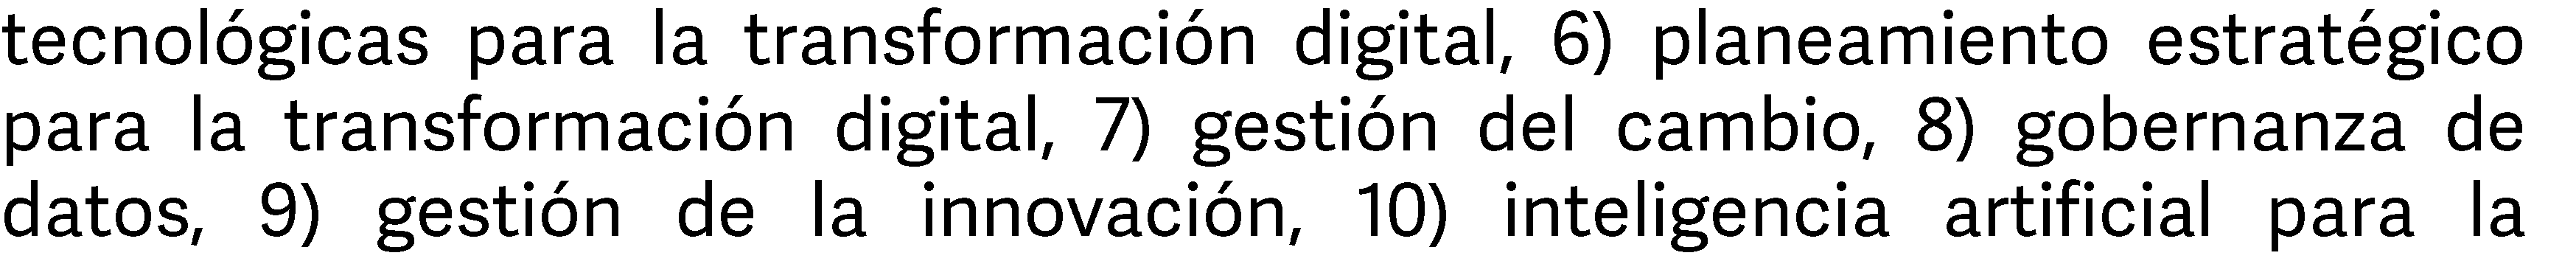 tecnológicas para la transformación digital, 6) planeamiento estratégico
para la transformación digital, 7) gestión del cambio, 8) gobernanza de
datos, 9) gestión de la innovación, 10) inteligencia artificial para la